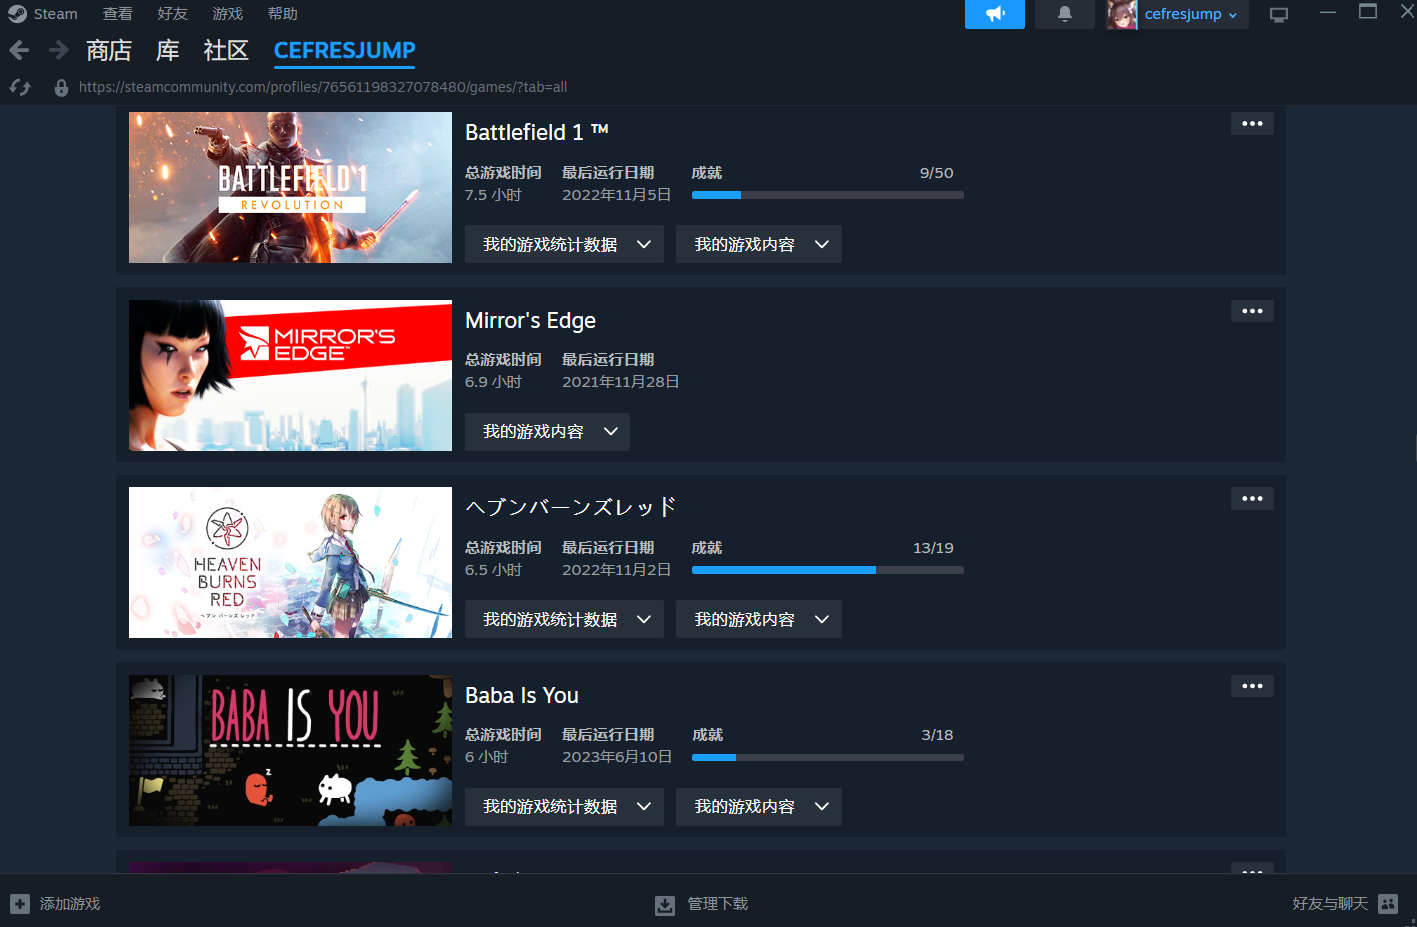 Steam 查看 好友 游戏 帮助
cefresjump
商店 库 社区 CEFRESJUMP
https://steamcommunity.com/profiles/76561198327078480/games/?tab=all
BATTLEFIELD 1
REVOLUTION
Battlefield 1 ™
总游戏时间 最后运行日期 成就 9/50
7.5 小时 2022年11月5日
我的游戏统计数据 我的游戏内容
MIRROR'S
EDGE™
Mirror's Edge
总游戏时间 最后运行日期
6.9 小时 2021年11月28日
我的游戏内容
HEAVEN
BURNS
RED
ヘブンバーンズレッド
ヘブンバーンズレッド
总游戏时间 最后运行日期 成就 13/19
6.5 小时 2022年11月2日
我的游戏统计数据 我的游戏内容
BABA IS YOU
z
Baba Is You
总游戏时间 最后运行日期 成就 3/18
6 小时 2023年6月10日
我的游戏统计数据 我的游戏内容
添加游戏 管理下载 好友与聊天